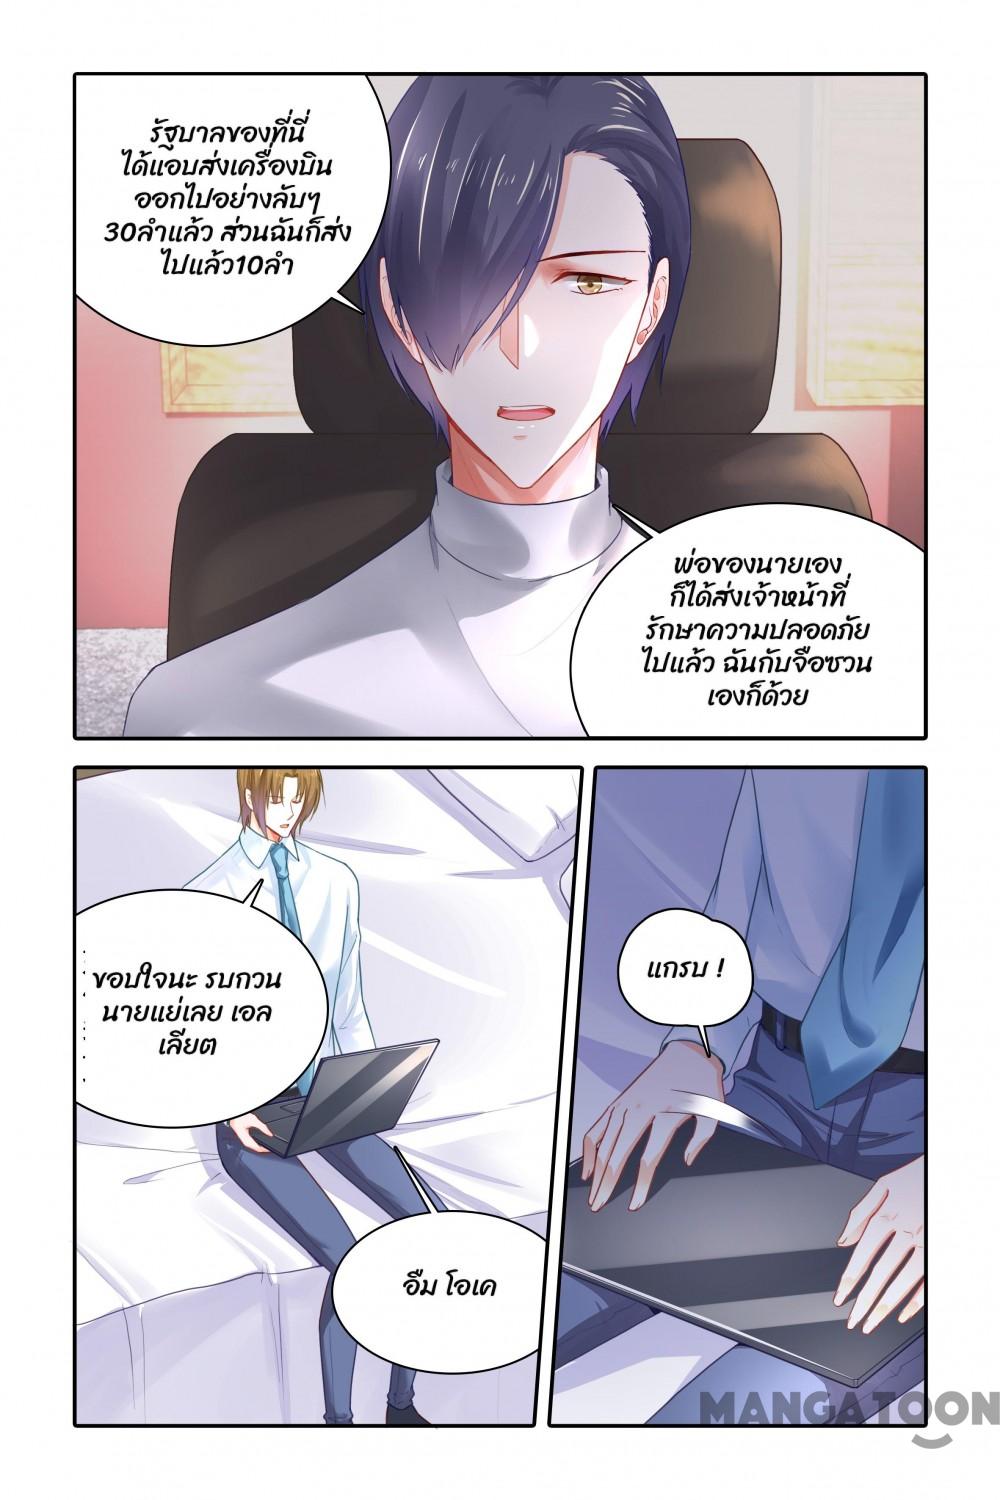 รัฐบาลของที่นี่
ได้แอบส่งเครื่องบิน
ออกไปอย่างลับๆ
30ลำแล้ว ส่วนฉันก็ส่ง
ไปแล้ว10ลำ
พ่อของนายเอง
ก็ได้ส่งเจ้าหน้าที่
รักษาความปลอดภัย
ไปแล้ว ฉันกับจือซวน
เองก็ด้วย
ขอบใจนะ รบกวน
นายแย่เลย เอล
เลียต
อืม โอเค
แกรบ !
MANGATOON